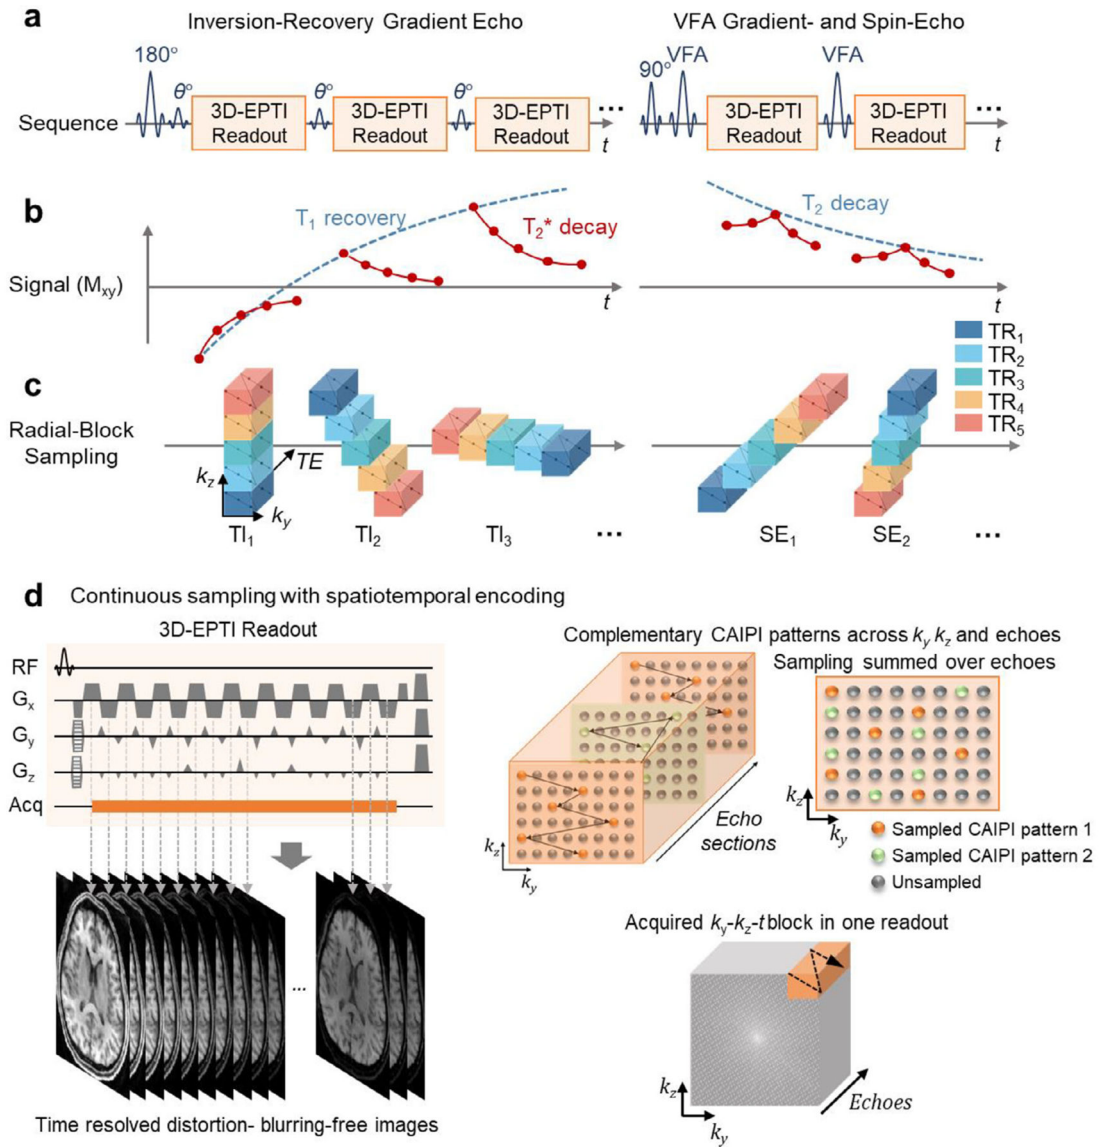 a
Inversion-Recovery Gradient Echo
VFA Gradient- and Spin-Echo
180°
θ°
θ°
θ°
90°
VFA
VFA
Sequence
3D-EPTI
Readout
3D-EPTI
Readout
3D-EPTI
Readout
...
t
3D-EPTI
Readout
3D-EPTI
Readout
...
t
b
T1 recovery
T2* decay
T2 decay
Signal (Mxy)
t
t
TR1
TR2
TR3
TR4
TR5
c
Radial-Block
Sampling
TE
kz
ky
TI1
TI2
TI3
...
SE1
SE2
...
d Continuous sampling with spatiotemporal encoding
3D-EPTI Readout
RF
Gx
Gy
Gz
Acq
...
Time resolved distortion- blurring-free images
Complementary CAIPI patterns across ky kz and echoes
Sampling summed over echoes
Echo
sections
kz
ky
kz
ky
Sampled CAIPI pattern 1
Sampled CAIPI pattern 2
Unsampled
Acquired ky-kz-t block in one readout
kz
ky
Echoes